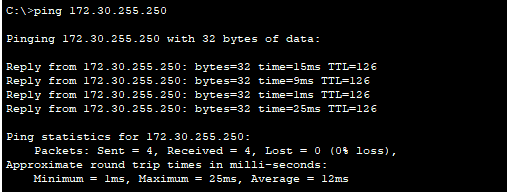 C:\>ping 172.30.255.250
Pinging 172.30.255.250 with 32 bytes of data:
Reply from 172.30.255.250: bytes=32 time=15ms TTL=126
Reply from 172.30.255.250: bytes=32 time=9ms TTL=126
Reply from 172.30.255.250: bytes=32 time=1ms TTL=126
Reply from 172.30.255.250: bytes=32 time=25ms TTL=126
Ping statistics for 172.30.255.250:
    Packets: Sent = 4, Received = 4, Lost = 0 (0% loss),
Approximate round trip times in milli-seconds:
    Minimum = 1ms, Maximum = 25ms, Average = 12ms